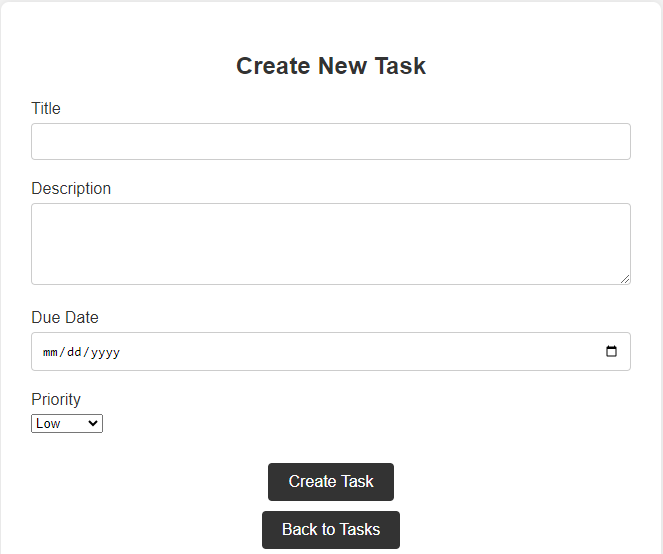 Create New Task
Title
Description
Due Date
mm/dd/yyyy
Priority
Low
Create Task
Back to Tasks